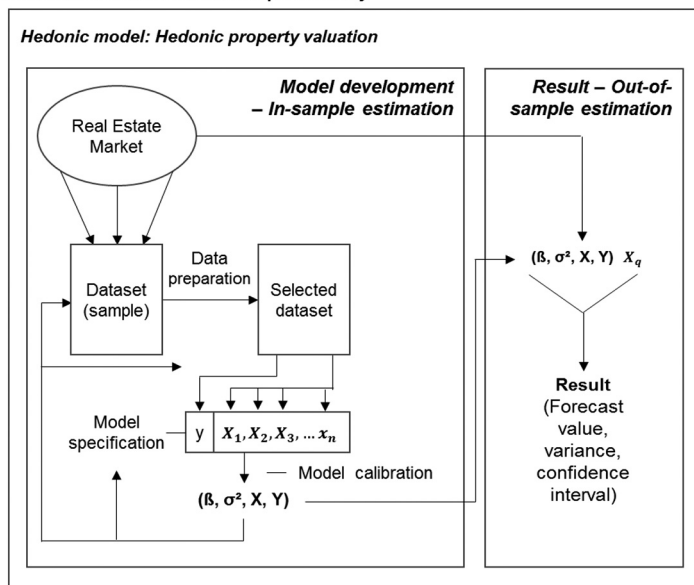 Hedonic model: Hedonic property valuation
Model development
– In-sample estimation
Result – Out-of-
sample estimation
Real Estate
Market
Dataset
(sample)
Data
preparation
Selected
dataset
(ß, σ², X, Y) X_q
Model
specification
y
X₁, X₂, X₃, … xₙ
Model calibration
(ß, σ², X, Y)
Result
(Forecast
value,
variance,
confidence
interval)